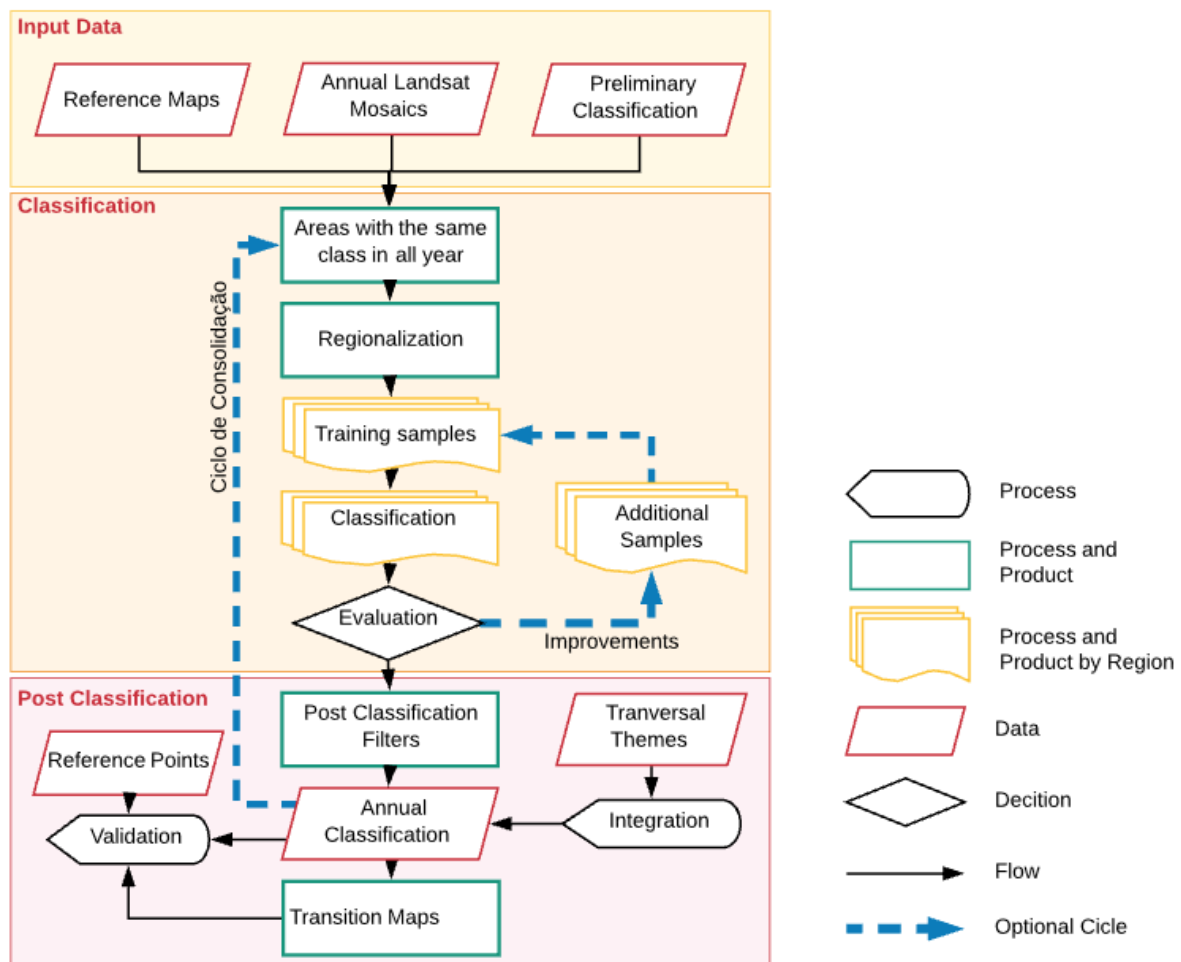 Input Data
Reference Maps
Annual Landsat
Mosaics
Preliminary
Classification
Classification
Areas with the same
class in all year
Ciclo de Consolidação
Regionalization
Training samples
Classification
Additional
Samples
Evaluation
Improvements
Post Classification
Post Classification
Filters
Tranversal
Themes
Reference Points
Annual
Classification
Integration
Validation
Transition Maps
Process
Process and
Product
Process and
Product by Region
Data
Decition
Flow
Optional Cicle